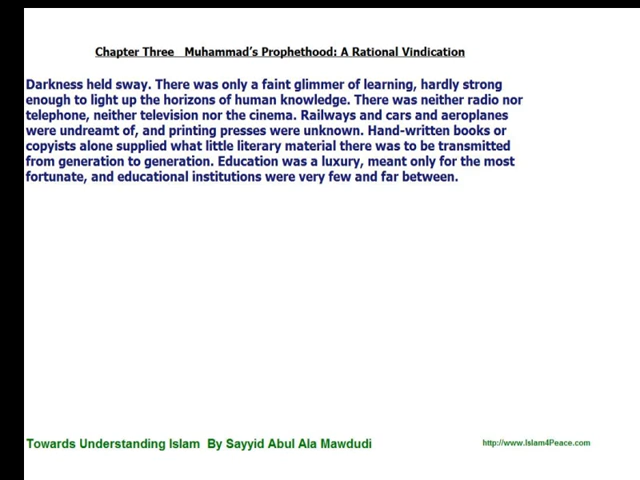 Chapter Three Muhammad's Prophethood: A Rational Vindication
Darkness held sway. There was only a faint glimmer of learning, hardly strong
enough to light up the horizons of human knowledge. There was neither radio nor
telephone, neither television nor the cinema. Railways and cars and aeroplanes
were undreamt of, and printing presses were unknown. Hand-written books or
copyists alone supplied what little literary material there was to be transmitted
from generation to generation. Education was a luxury, meant only for the most
fortunate, and educational institutions were very few and far between.
Towards Understanding Islam By Sayyid Abul Ala Mawdudi
http://www.Islam4Peace.com